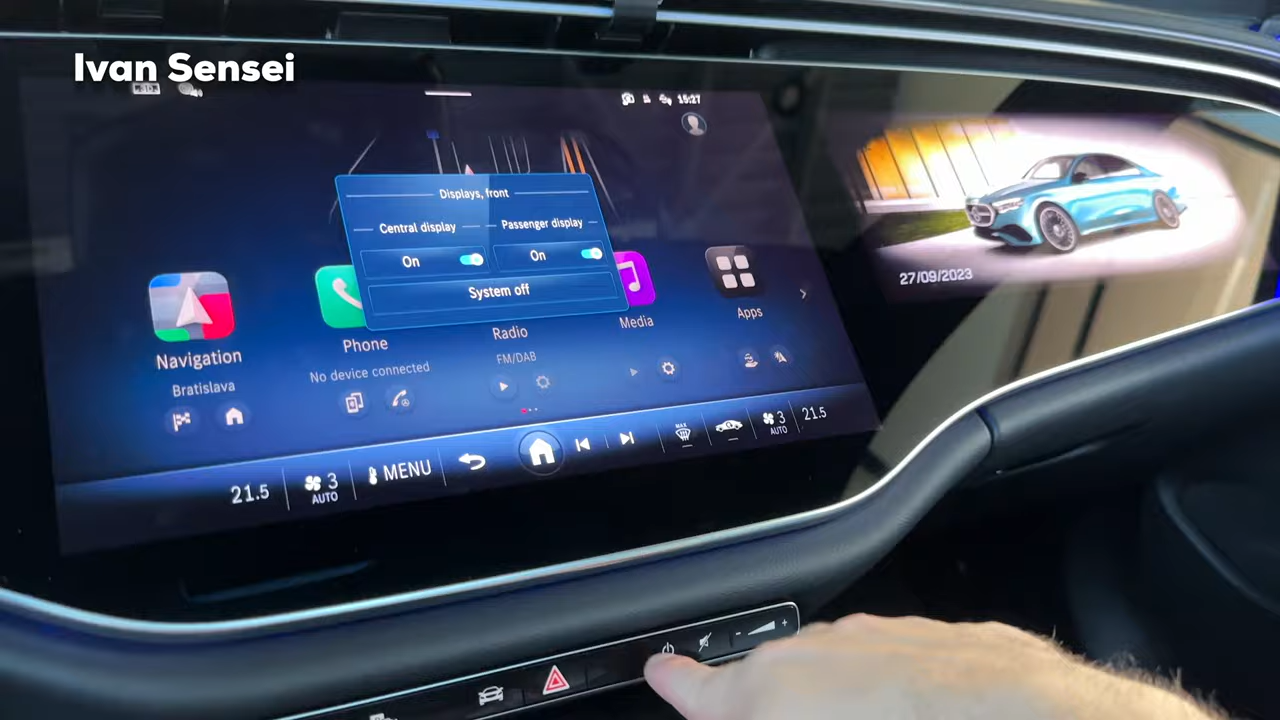 Ivan Sensei
15:27
Displays, front
Central display
Passenger display
On
On
System off
27/09/2023
Navigation
Bratislava
Phone
No device connected
Radio
FM/DAB
Media
Apps
21.5
3
AUTO
MENU
MAX
3
AUTO
21.5
- +